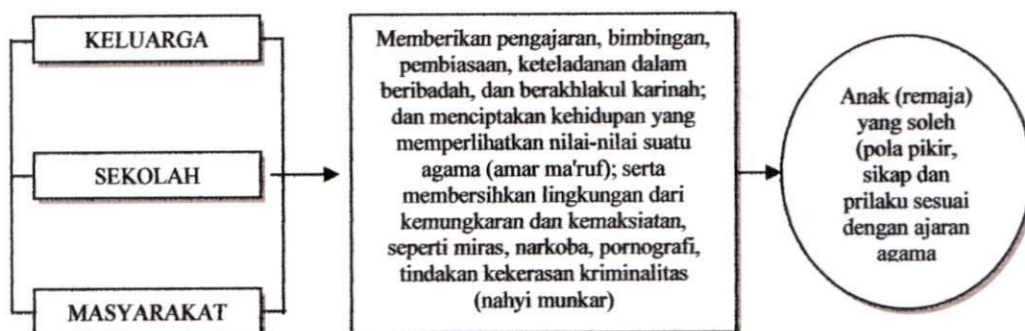 KELUARGA
SEKOLAH
MASYARAKAT
Memberikan pengajaran, bimbingan,
pembiasaan, keteladanan dalam
beribadah, dan berakhlakul karinah;
dan menciptakan kehidupan yang
memperlihatkan nilai-nilai suatu
agama (amar ma'ruf); serta
membersihkan lingkungan dari
kemungkaran dan kemaksiatan,
seperti miras, narkoba, pornografi,
tindakan kekerasan kriminalitas
(nahyi munkar)
Anak (remaja)
yang soleh
(pola pikir,
sikap dan
prilaku sesuai
dengan ajaran
agama